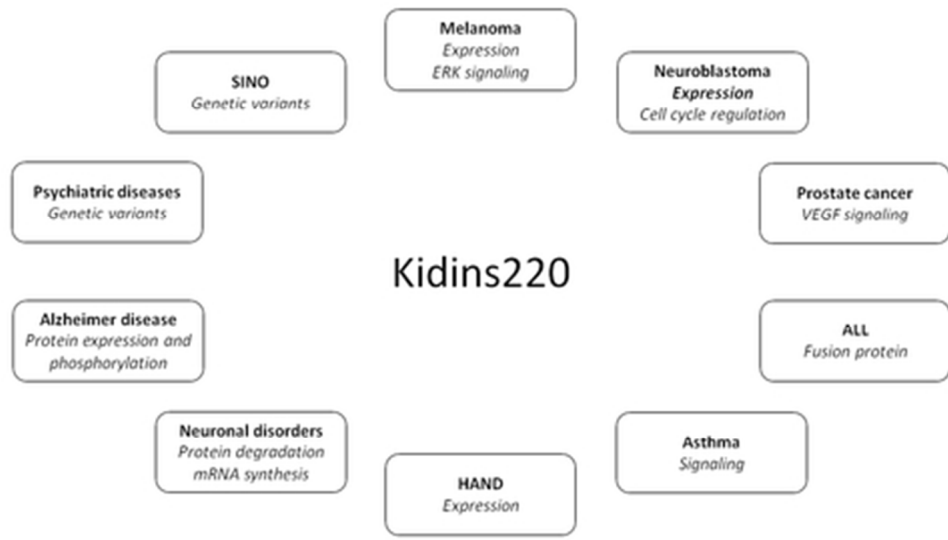 Melanoma
Expression
ERK signaling
SINO
Genetic variants
Neuroblastoma
Expression
Cell cycle regulation
Psychiatric diseases
Genetic variants
Prostate cancer
VEGF signaling
Kidins220
Alzheimer disease
Protein expression and
phosphorylation
ALL
Fusion protein
Neuronal disorders
Protein degradation
mRNA synthesis
Asthma
Signaling
HAND
Expression